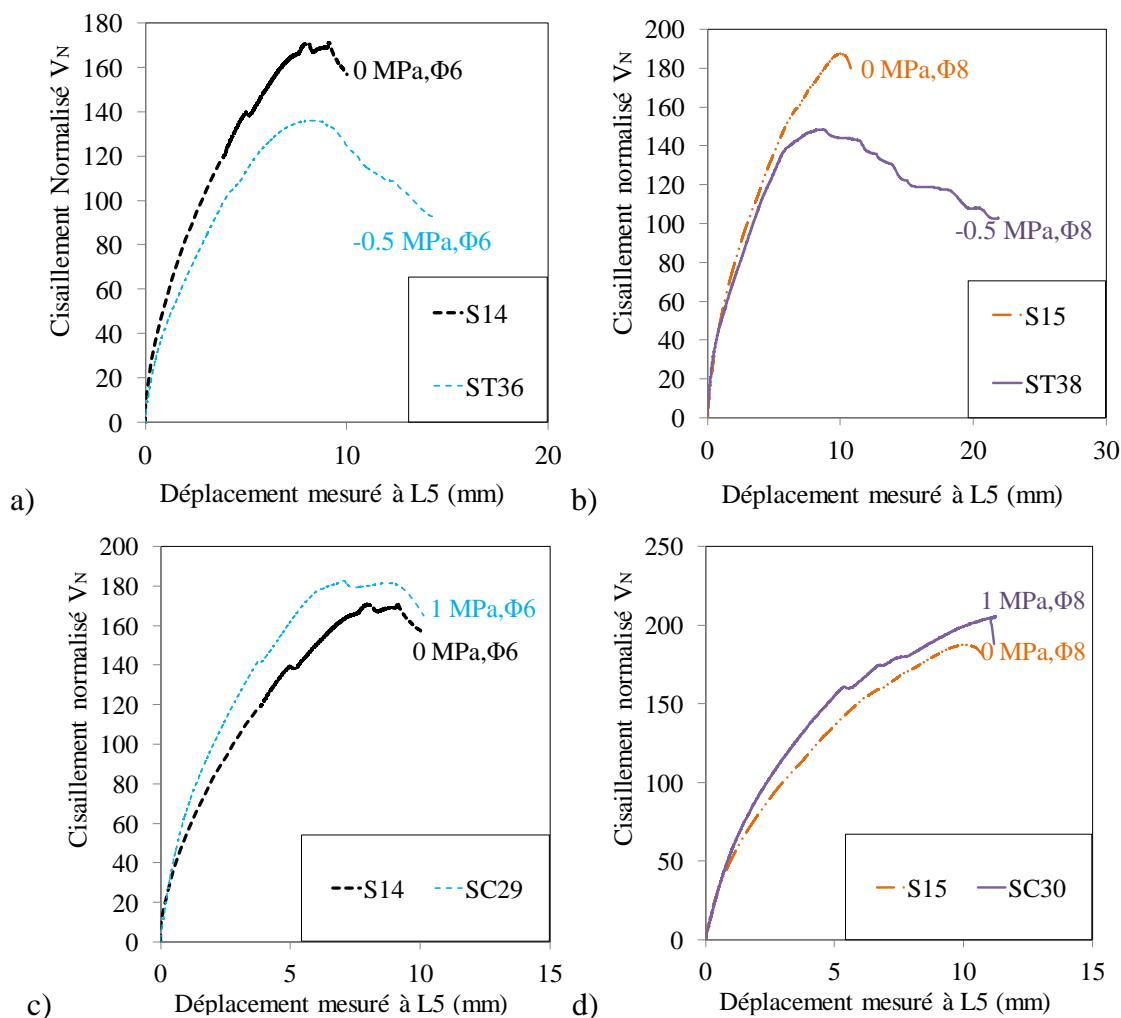 Cisaillement Normalisé VN
180
160
140
120
100
80
60
40
20
0
0 MPa,Φ6
-0.5 MPa,Φ6
S14
ST36
0
10
20
Déplacement mesuré à L5 (mm)
a)
Cisaillement normalisé VN
200
180
160
140
120
100
80
60
40
20
0
0 MPa,Φ8
-0.5 MPa,Φ8
S15
ST38
0
10
20
30
Déplacement mesuré à L5 (mm)
b)
Cisaillement normalisé VN
200
180
160
140
120
100
80
60
40
20
0
1 MPa,Φ6
0 MPa,Φ6
S14
SC29
0
5
10
15
Déplacement mesuré à L5 (mm)
c)
Cisaillement normalisé VN
250
200
150
100
50
0
1 MPa,Φ8
0 MPa,Φ8
S15
SC30
0
5
10
15
Déplacement mesuré à L5 (mm)
d)